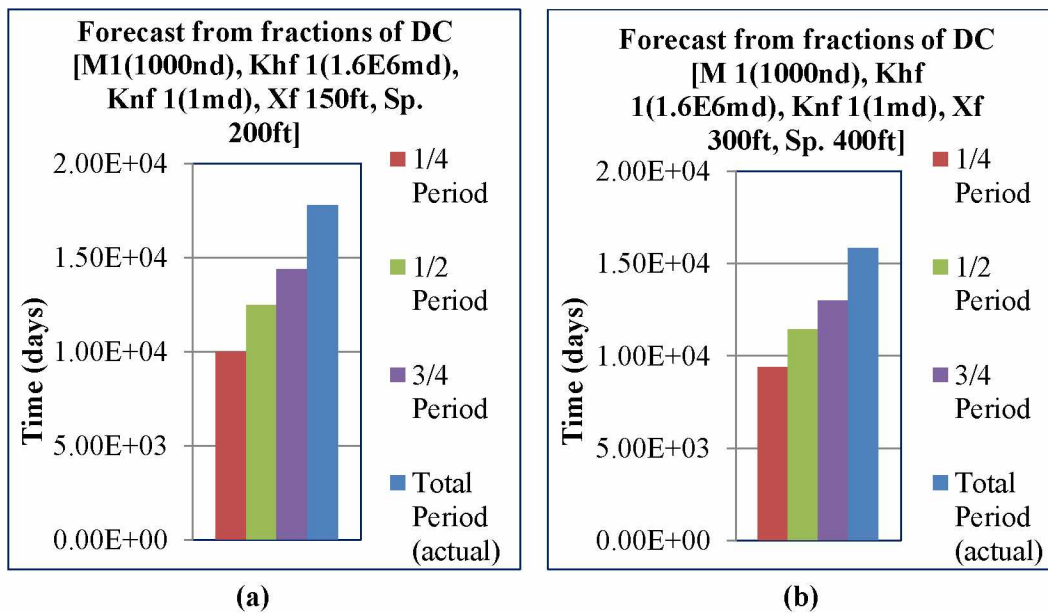 Forecast from fractions of DC
[M1(1000nd), Khf 1(1.6E6md),
Knf 1(1md), Xf 150ft, Sp.
200ft]
2.00E+04
1.50E+04
1.00E+04
5.00E+03
0.00E+00
Time (days)
1/4
Period
1/2
Period
3/4
Period
Total
Period
(actual)
(a)
Forecast from fractions of DC
[M 1(1000nd), Khf
1(1.6E6md), Knf 1(1md), Xf
300ft, Sp. 400ft]
2.00E+04
1.50E+04
1.00E+04
5.00E+03
0.00E+00
Time (days)
1/4
Period
1/2
Period
3/4
Period
Total
Period
(actual)
(b)